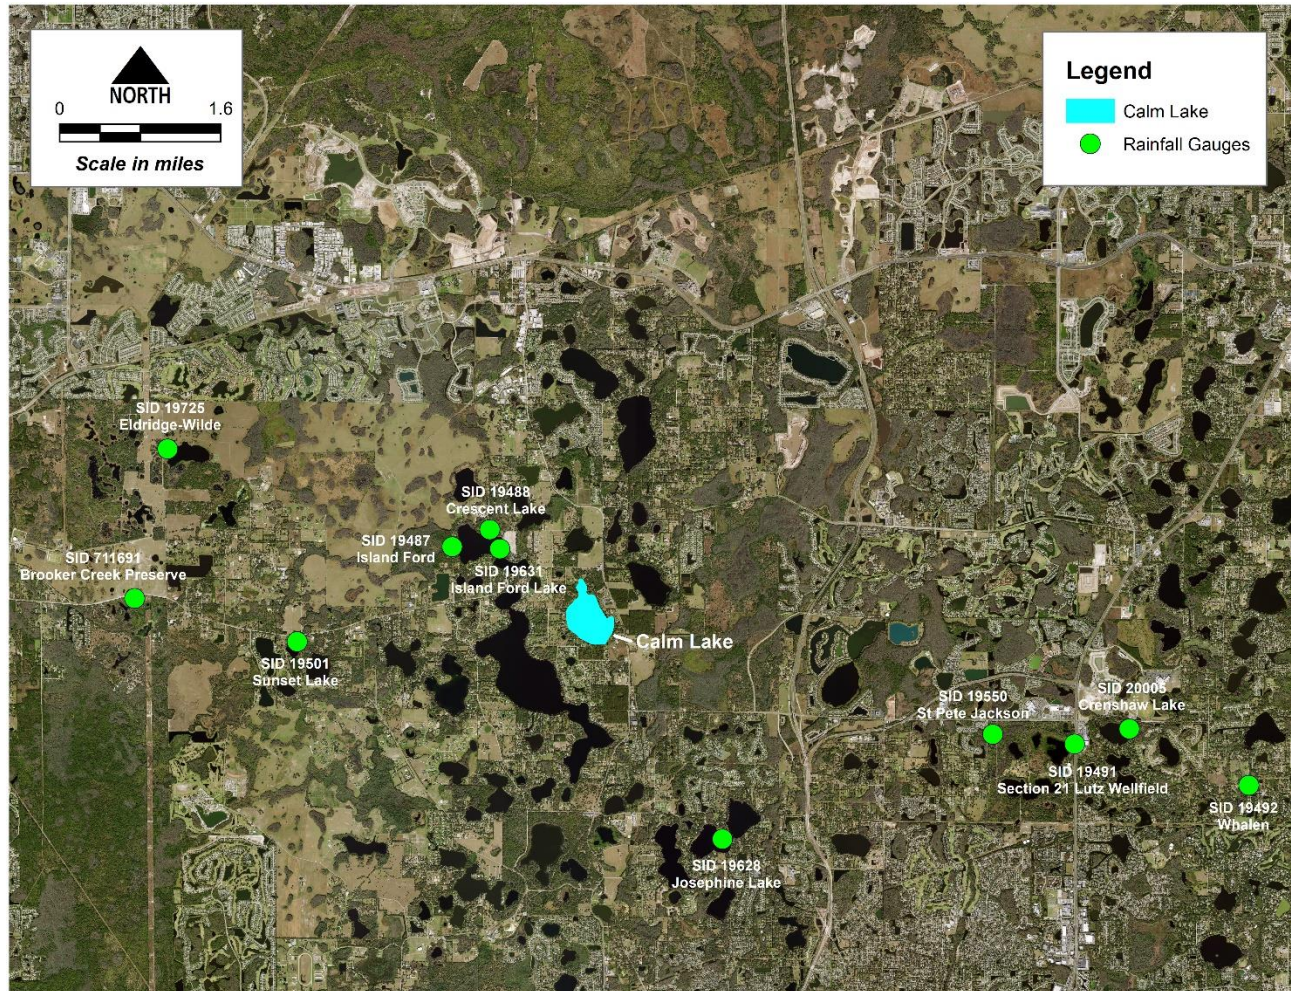 NORTH
0 1.6
Scale in miles
Legend
Calm Lake
Rainfall Gauges
SID 19725
Eldridge-Wilde
SID 19488
Crescent Lake
SID 19487
Island Ford
SID 19631
Island Ford Lake
SID 711691
Brooker Creek Preserve
Calm Lake
SID 19501
Sunset Lake
SID 19550
St Pete Jackson
SID 20005
Crenshaw Lake
SID 19491
Section 21 Lutz Wellfield
SID 19492
Whalen
SID 19628
Josephine Lake